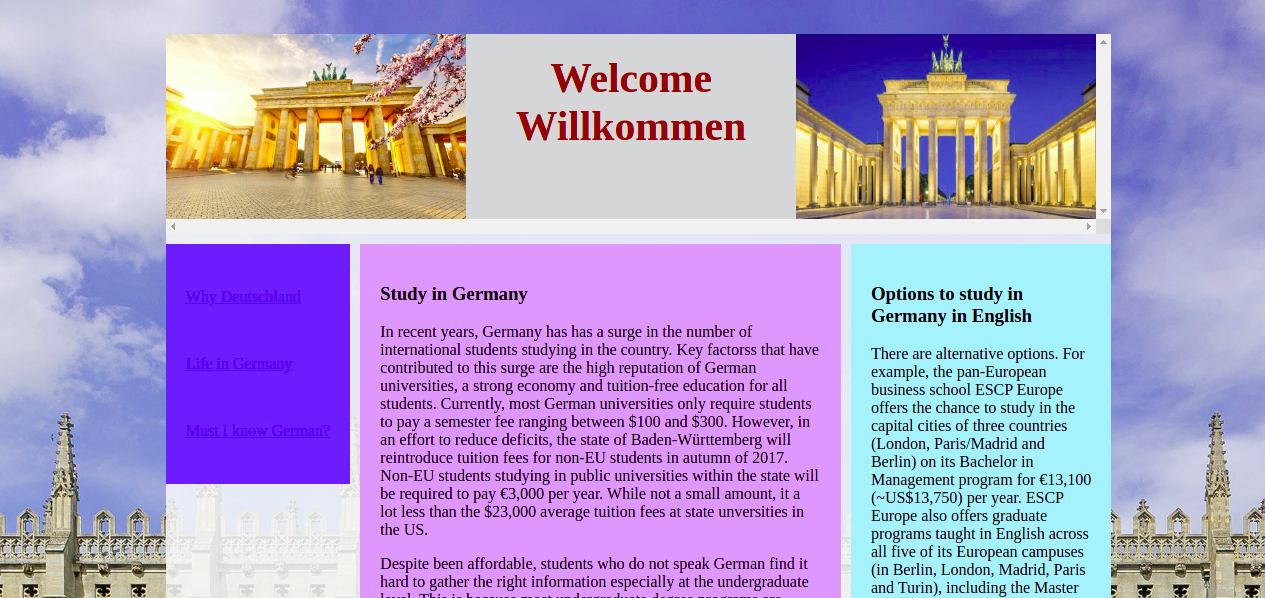 Welcome
Willkommen
Why Deutschland
Life in Germany
Must I know German?
Study in Germany
In recent years, Germany has has a surge in the number of
international students studying in the country. Key factorss that have
contributed to this surge are the high reputation of German
universities, a strong economy and tuition-free education for all
students. Currently, most German universities only require students
to pay a semester fee ranging between $100 and $300. However, in
an effort to reduce deficits, the state of Baden-Württemberg will
reintroduce tuition fees for non-EU students in autumn of 2017.
Non-EU students studying in public universities within the state will
be required to pay €3,000 per year. While not a small amount, it a
lot less than the $23,000 average tuition fees at state unversities in
the US.
Despite been affordable, students who do not speak German find it
hard to gather the right information especially at the undergraduate
level. This is because most undergraduate degree programs are
Options to study in
Germany in English
There are alternative options. For
example, the pan-European
business school ESCP Europe
offers the chance to study in the
capital cities of three countries
(London, Paris/Madrid and
Berlin) on its Bachelor in
Management program for €13,100
(~US$13,750) per year. ESCP
Europe also offers graduate
programs taught in English across
all five of its European campuses
(in Berlin, London, Madrid, Paris
and Turin), including the Master